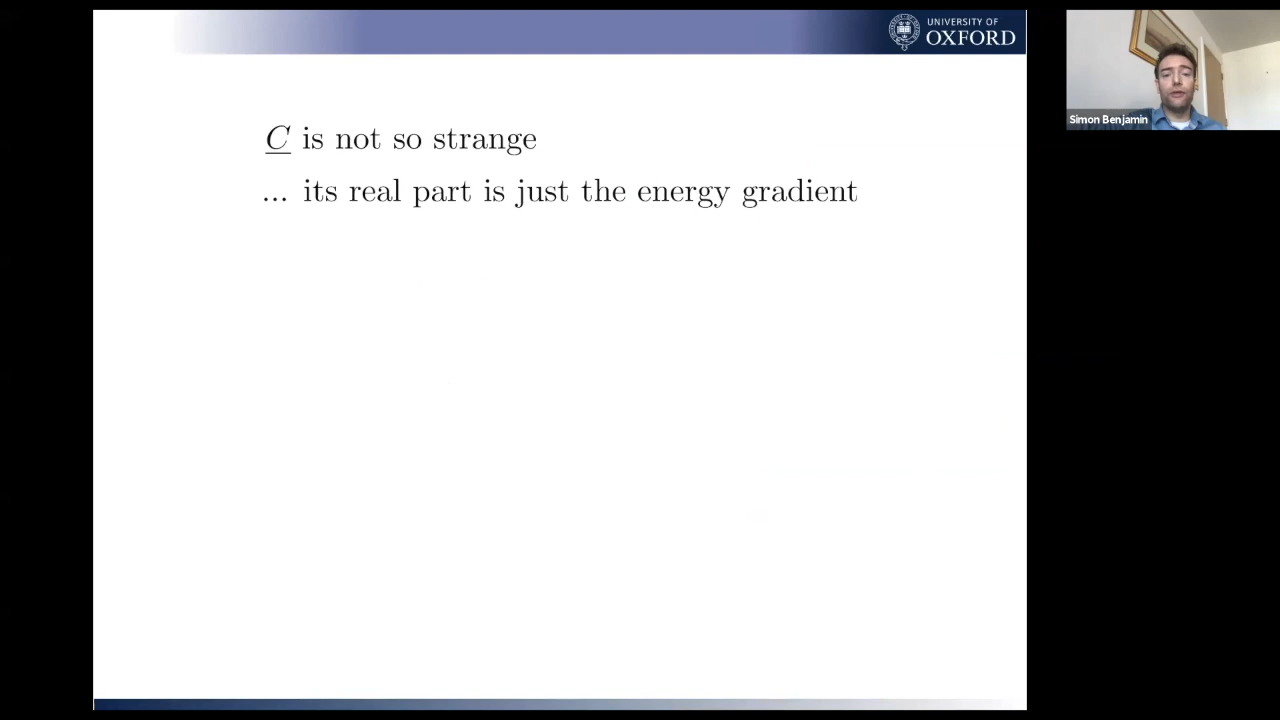 UNIVERSITY OF
OXFORD
Simon Benjamin
C is not so strange
... its real part is just the energy gradient